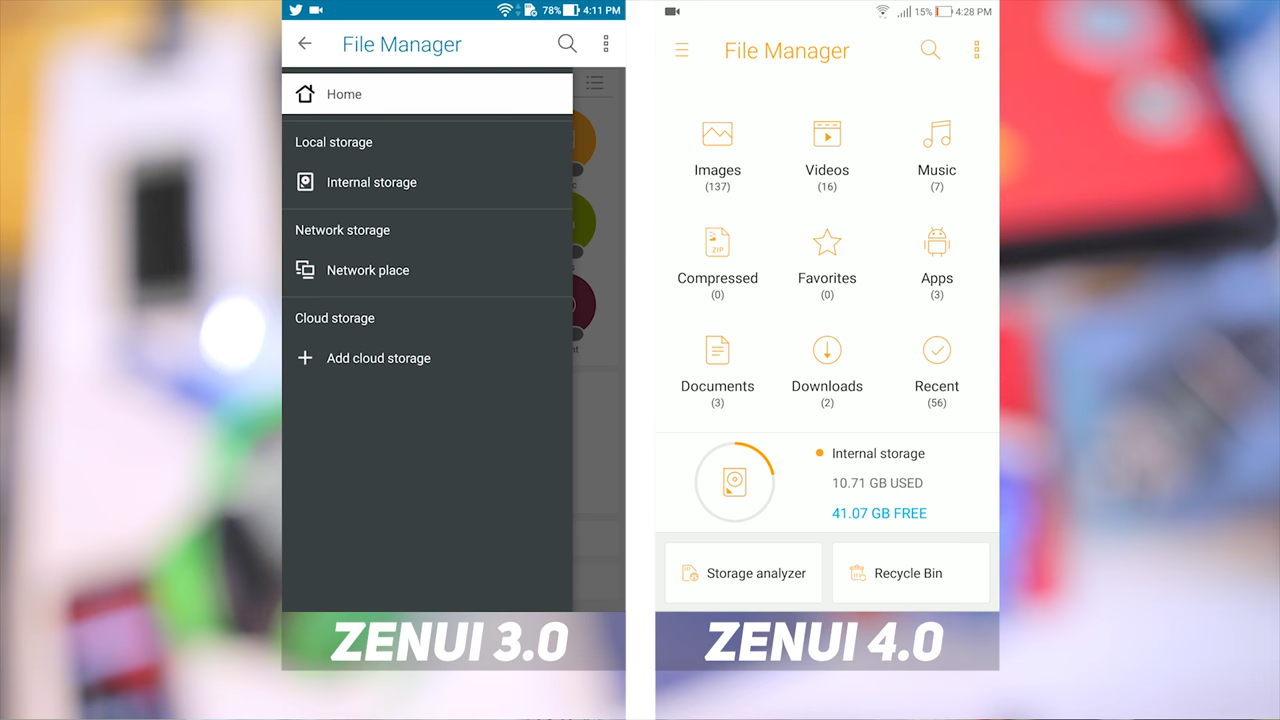 78% 4:11 PM
File Manager
Home
Local storage
Internal storage
Network storage
Network place
Cloud storage
Add cloud storage
ZENUI 3.0
15% 4:28 PM
File Manager
Images
(137)
Videos
(16)
Music
(7)
ZIP
Compressed
(0)
Favorites
(0)
Apps
(3)
Documents
(3)
Downloads
(2)
Recent
(56)
Internal storage
10.71 GB USED
41.07 GB FREE
Storage analyzer
Recycle Bin
ZENUI 4.0